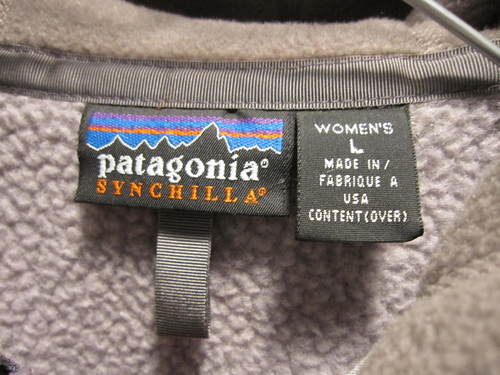 patagonia®
SYNCHILLA®
WOMEN'S
L
MADE IN /
FABRIQUE A
USA
CONTENT(OVER)